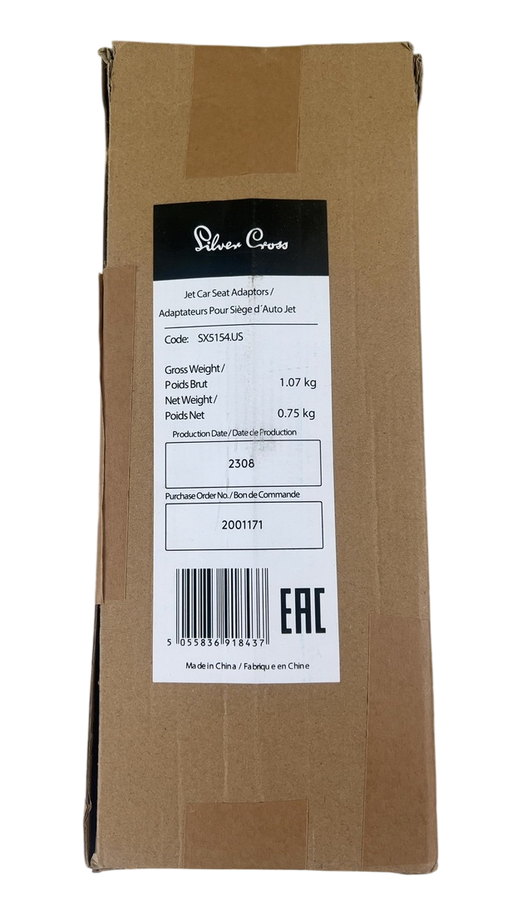 Silver Cross
Jet Car Seat Adaptors /
Adaptateurs Pour Siège d´Auto Jet
Code: SX5154.US
Gross Weight /
Poids Brut 1.07 kg
Net Weight /
Poids Net 0.75 kg
Production Date / Date de Production
2308
Purchase Order No. / Bon de Commande
2001171
EAC
5 055836 918437
Made in China / Fabrique en Chine